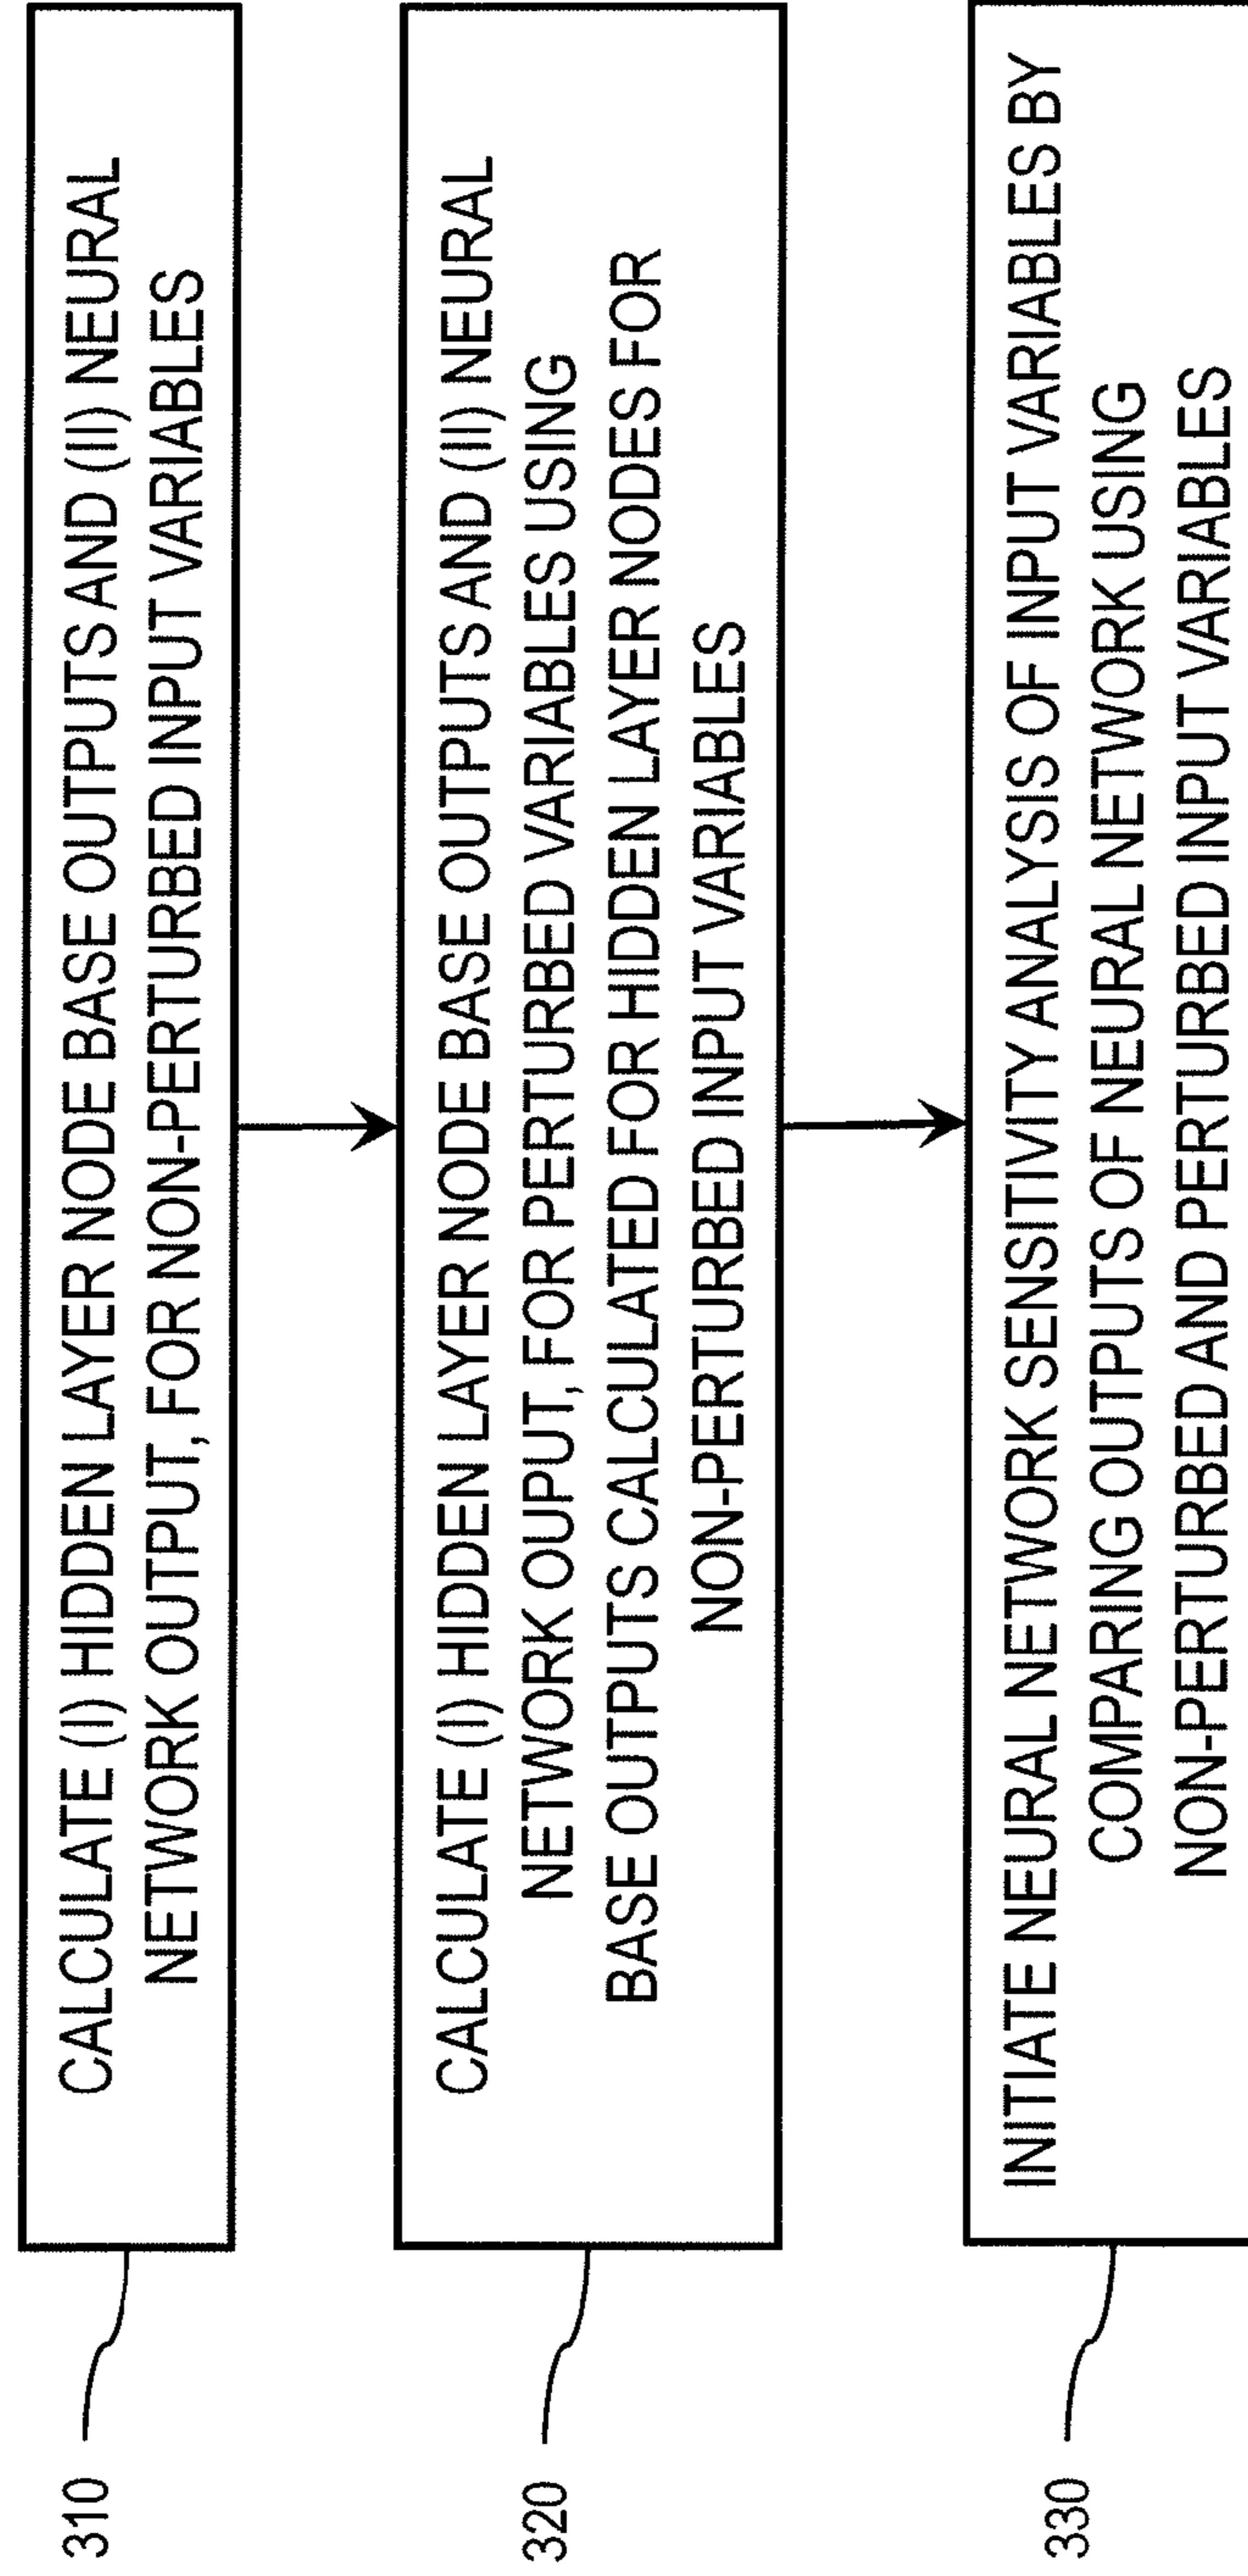 310
CALCULATE (I) HIDDEN LAYER NODE BASE OUTPUTS AND (II) NEURAL
NETWORK OUTPUT, FOR NON-PERTURBED INPUT VARIABLES
320
CALCULATE (I) HIDDEN LAYER NODE BASE OUTPUTS AND (II) NEURAL
NETWORK OUPUT, FOR PERTURBED VARIABLES USING
BASE OUTPUTS CALCULATED FOR HIDDEN LAYER NODES FOR
NON-PERTURBED INPUT VARIABLES
330
INITIATE NEURAL NETWORK SENSITIVITY ANALYSIS OF INPUT VARIABLES BY
COMPARING OUTPUTS OF NEURAL NETWORK USING
NON-PERTURBED AND PERTURBED INPUT VARIABLES